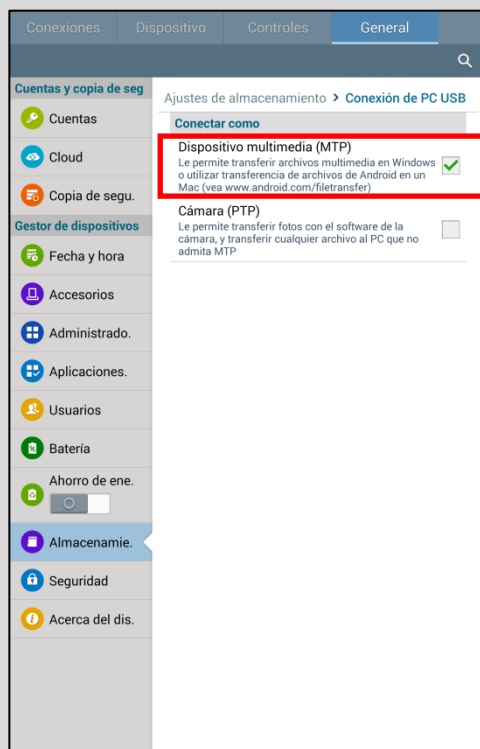 Conexiones Dispositivo Controles General
Cuentas y copia de seg
Cuentas
Cloud
Copia de segu.
Gestor de dispositivos
Fecha y hora
Accesorios
Administrado.
Aplicaciones.
Usuarios
Batería
Ahorro de ene.
Almacenamie.
Seguridad
Acerca del dis.
Ajustes de almacenamiento > Conexión de PC USB
Conectar como
Dispositivo multimedia (MTP)
Le permite transferir archivos multimedia en Windows
o utilizar transferencia de archivos de Android en un
Mac (vea www.android.com/filetransfer)
Cámara (PTP)
Le permite transferir fotos con el software de la
cámara, y transferir cualquier archivo al PC que no
admita MTP